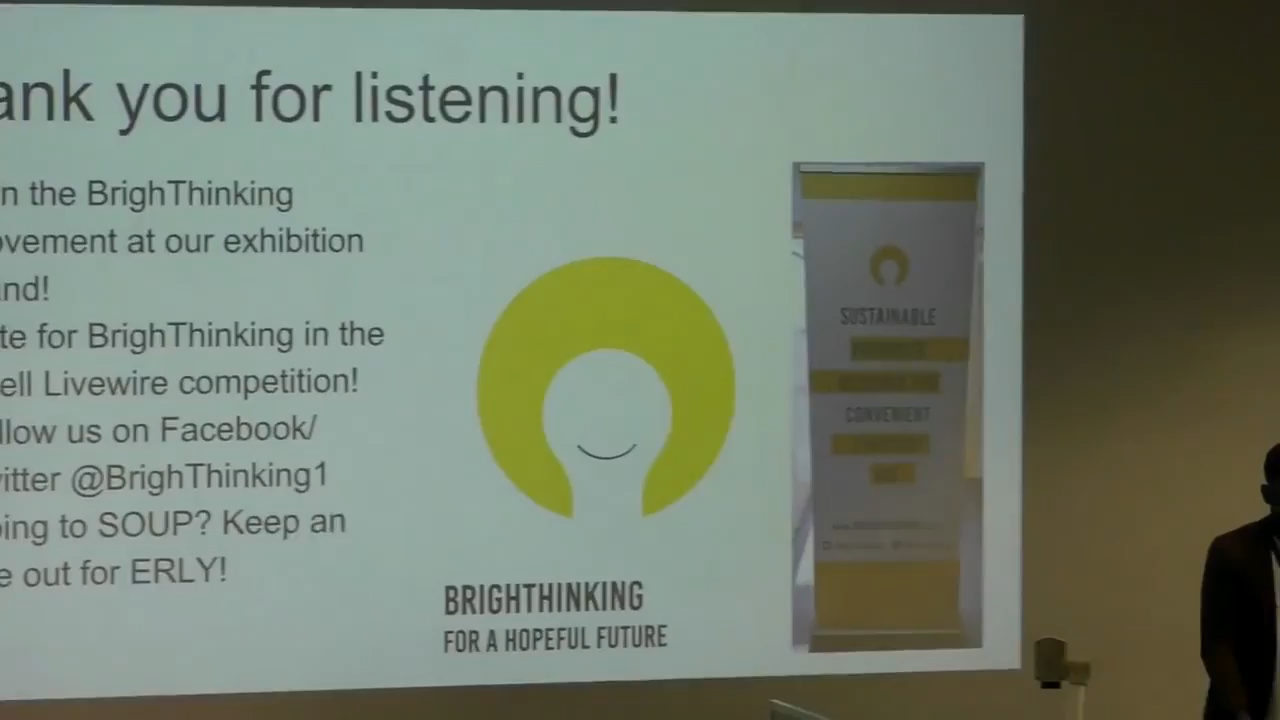 ank you for listening!
n the BrighThinking
ovement at our exhibition
nd!
te for BrighThinking in the
ell Livewire competition!
llow us on Facebook/
itter @BrighThinking1
ing to SOUP? Keep an
e out for ERLY!
BRIGHTHINKING
FOR A HOPEFUL FUTURE
SUSTAINABLE
CONVENIENT